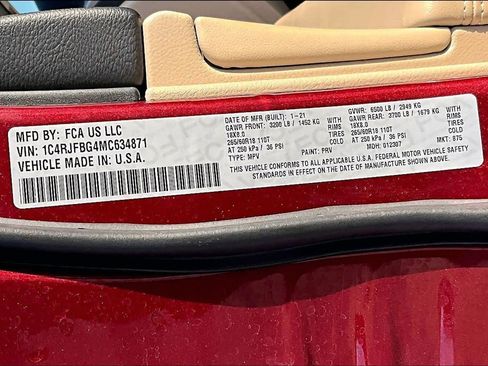 MFD BY: FCA US LLC
VIN: 1C4RJFBG4MC634871
VEHICLE MADE IN U.S.A.
DATE OF MFR (BUILT): 1-21 GVWR: 6500 LB / 2949 KG
GAWR FRONT: 3200 LB / 1452 KG WITH GAWR REAR: 3700 LB / 1679 KG WITH
18X8.0 RIMS 18X8.0 RIMS
265/60R18 110T TIRES 265/60R18 110T TIRES
AT 250 kPa / 36 PSI COLD AT 250 kPa / 36 PSI COLD
THIS VEHICLE CONFORMS TO ALL APPLICABLE U.S.A. FEDERAL MOTOR VEHICLE SAFETY
STANDARDS IN EFFECT ON THE DATE OF MANUFACTURE SHOWN ABOVE.
TYPE: MPV PAINT: PRV MOH: 012307 MKT: 875